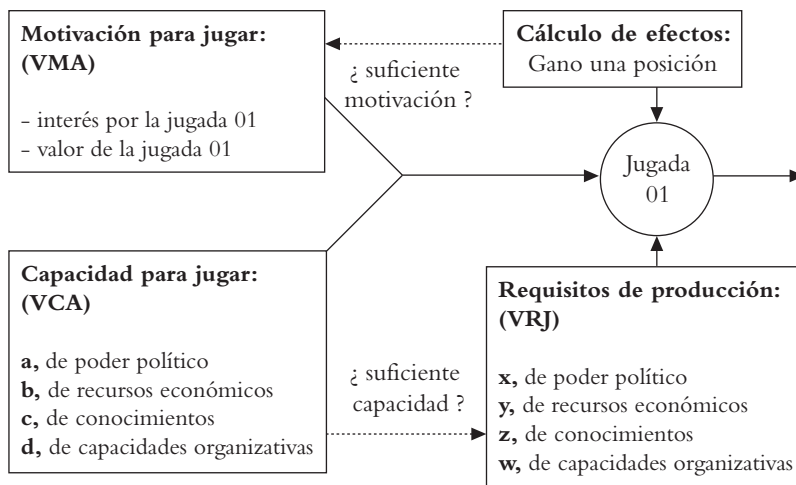 Motivación para jugar:
(VMA)
- interés por la jugada 01
- valor de la jugada 01
Cálculo de efectos:
Gano una posición
¿ suficiente
motivación ?
Jugada
01
Capacidad para jugar:
(VCA)
a, de poder político
b, de recursos económicos
c, de conocimientos
d, de capacidades organizativas
¿ suficiente
capacidad ?
Requisitos de producción:
(VRJ)
x, de poder político
y, de recursos económicos
z, de conocimientos
w, de capacidades organizativas